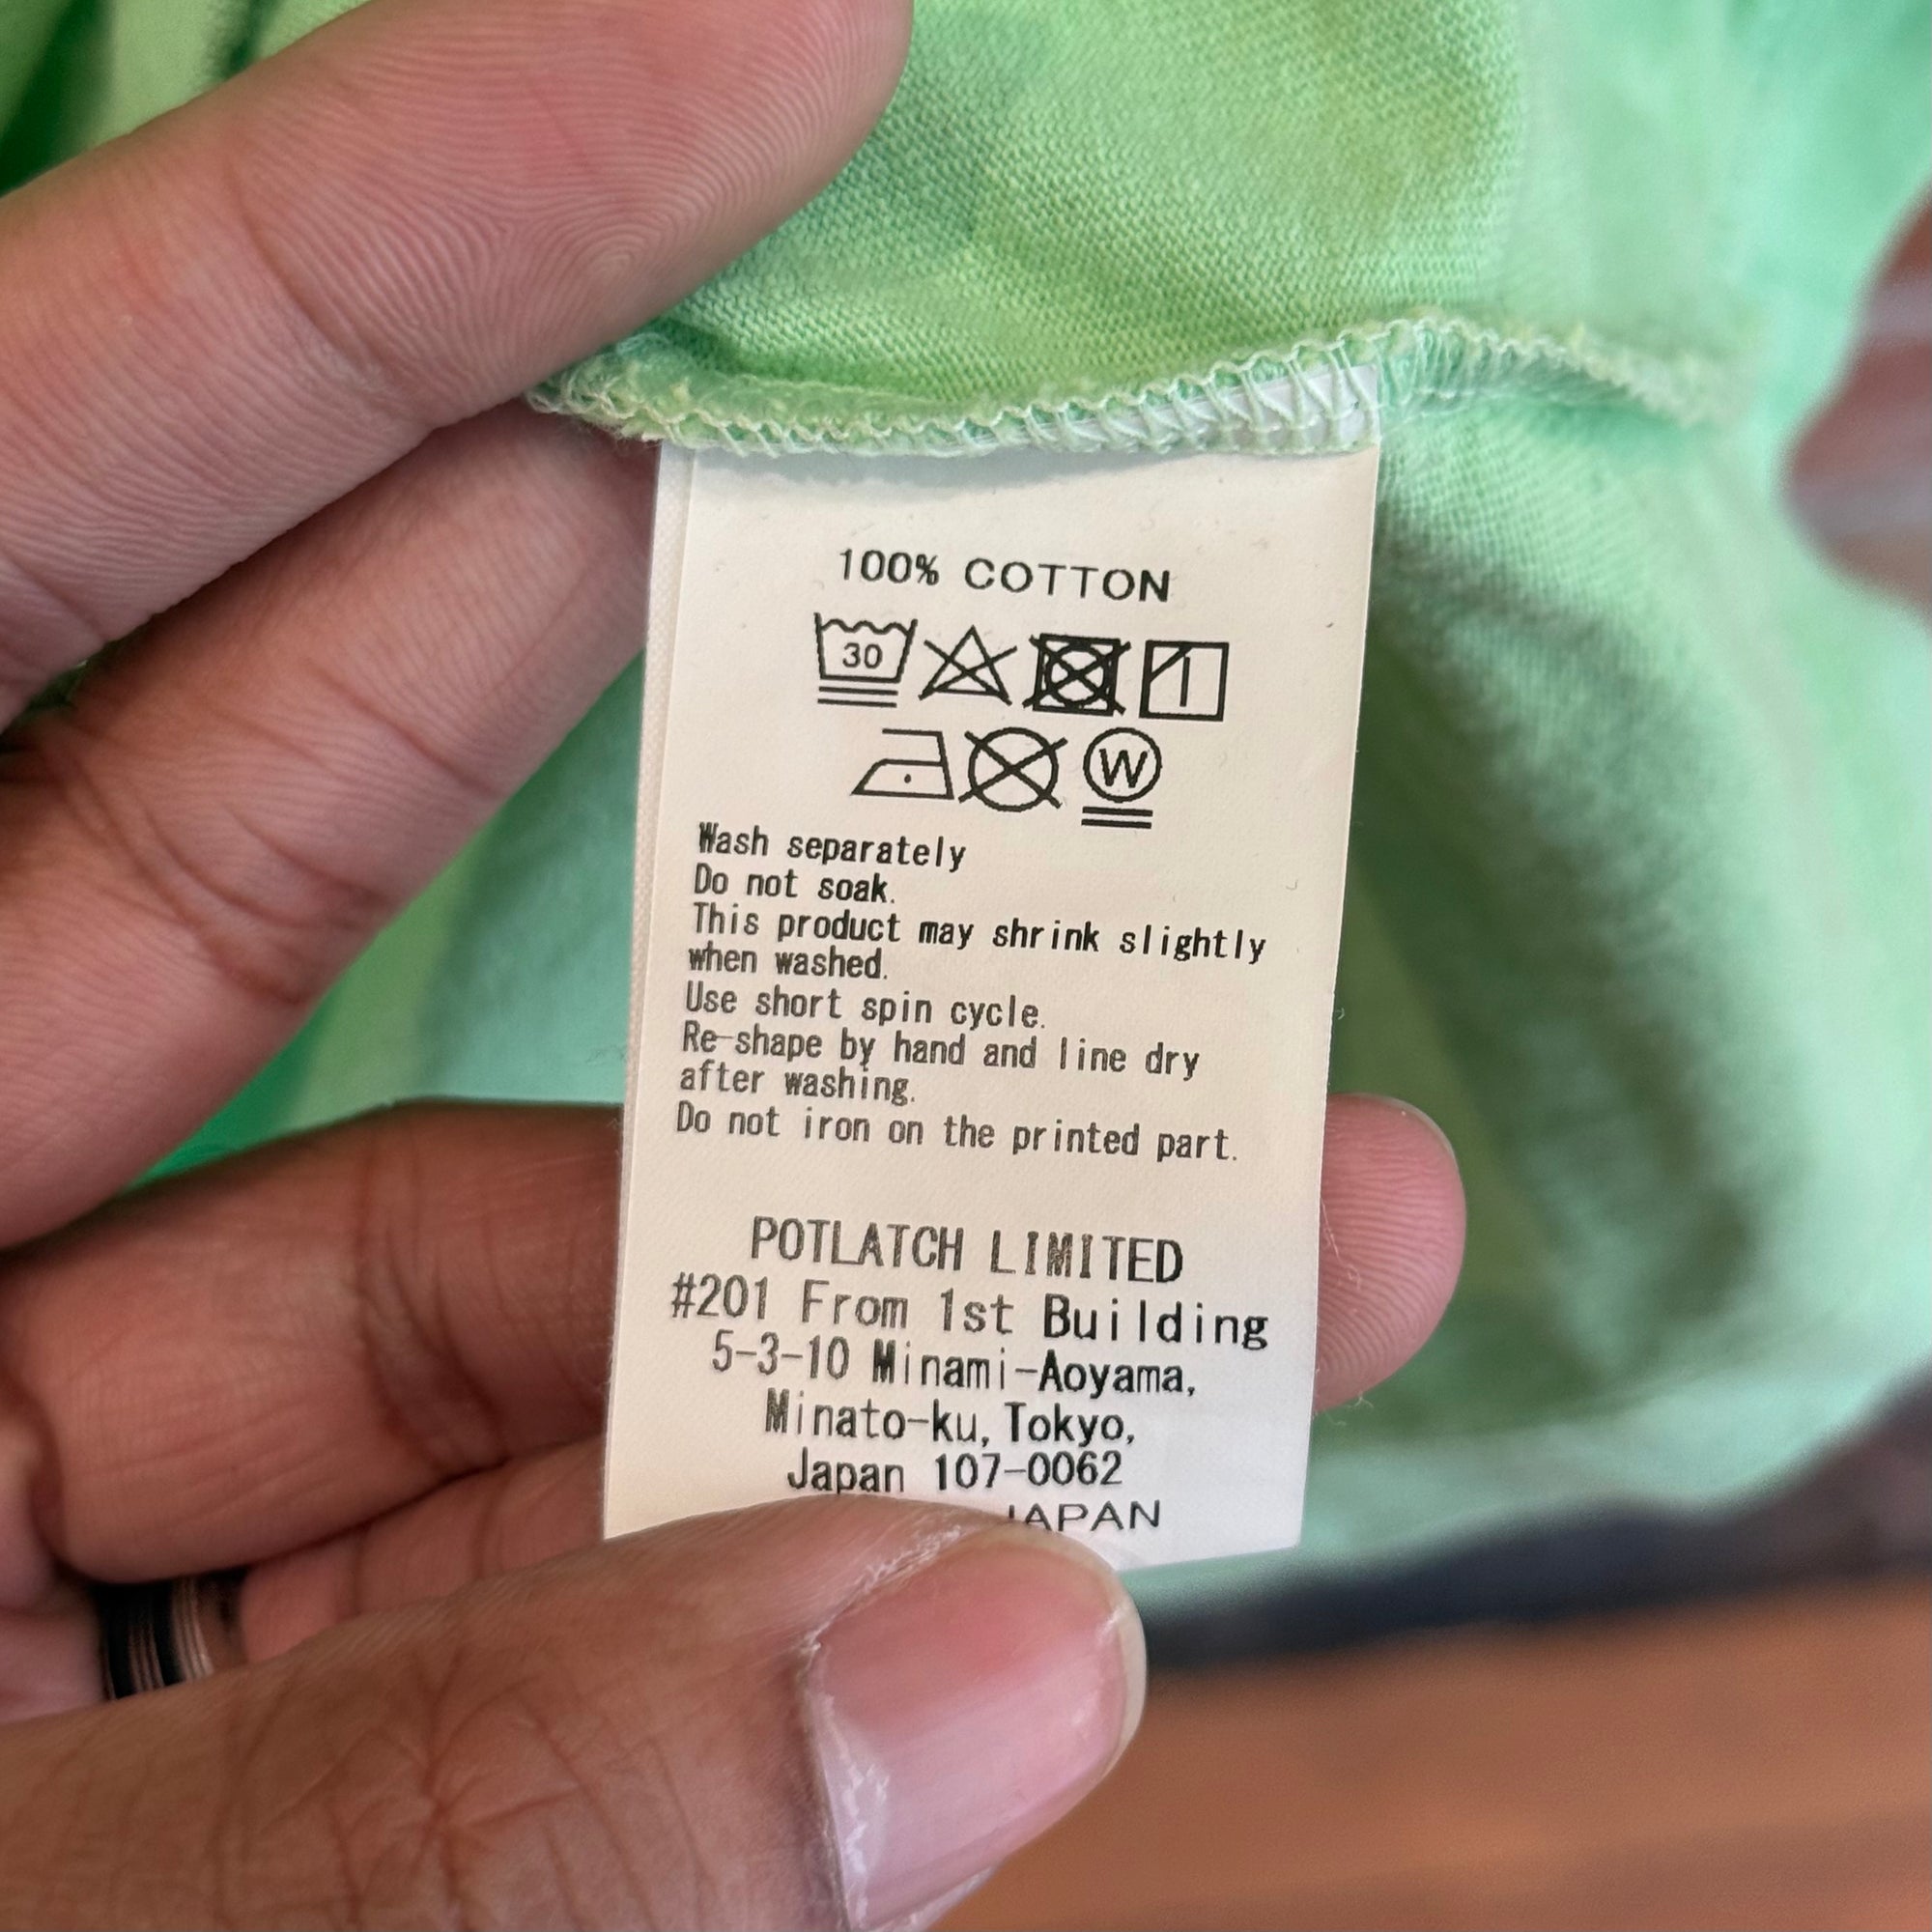 100% COTTON
30
W
Wash separately
Do not soak.
This product may shrink slightly
when washed.
Use short spin cycle.
Re-shape by hand and line dry
after washing.
Do not iron on the printed part.
POTLATCH LIMITED
#201 From 1st Building
5-3-10 Minami-Aoyama,
Minato-ku, Tokyo,
Japan 107-0062
JAPAN